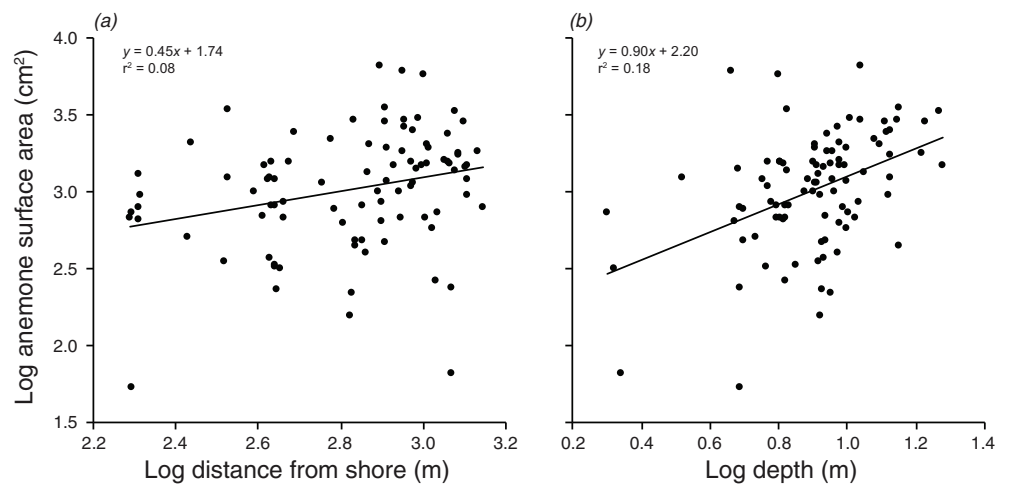 (a)
y = 0.45x + 1.74
r² = 0.08
Log anemone surface area (cm²)
4.0
3.5
3.0
2.5
2.0
1.5
2.2 2.4 2.6 2.8 3.0 3.2
Log distance from shore (m)
(b)
y = 0.90x + 2.20
r² = 0.18
0.2 0.4 0.6 0.8 1.0 1.2 1.4
Log depth (m)